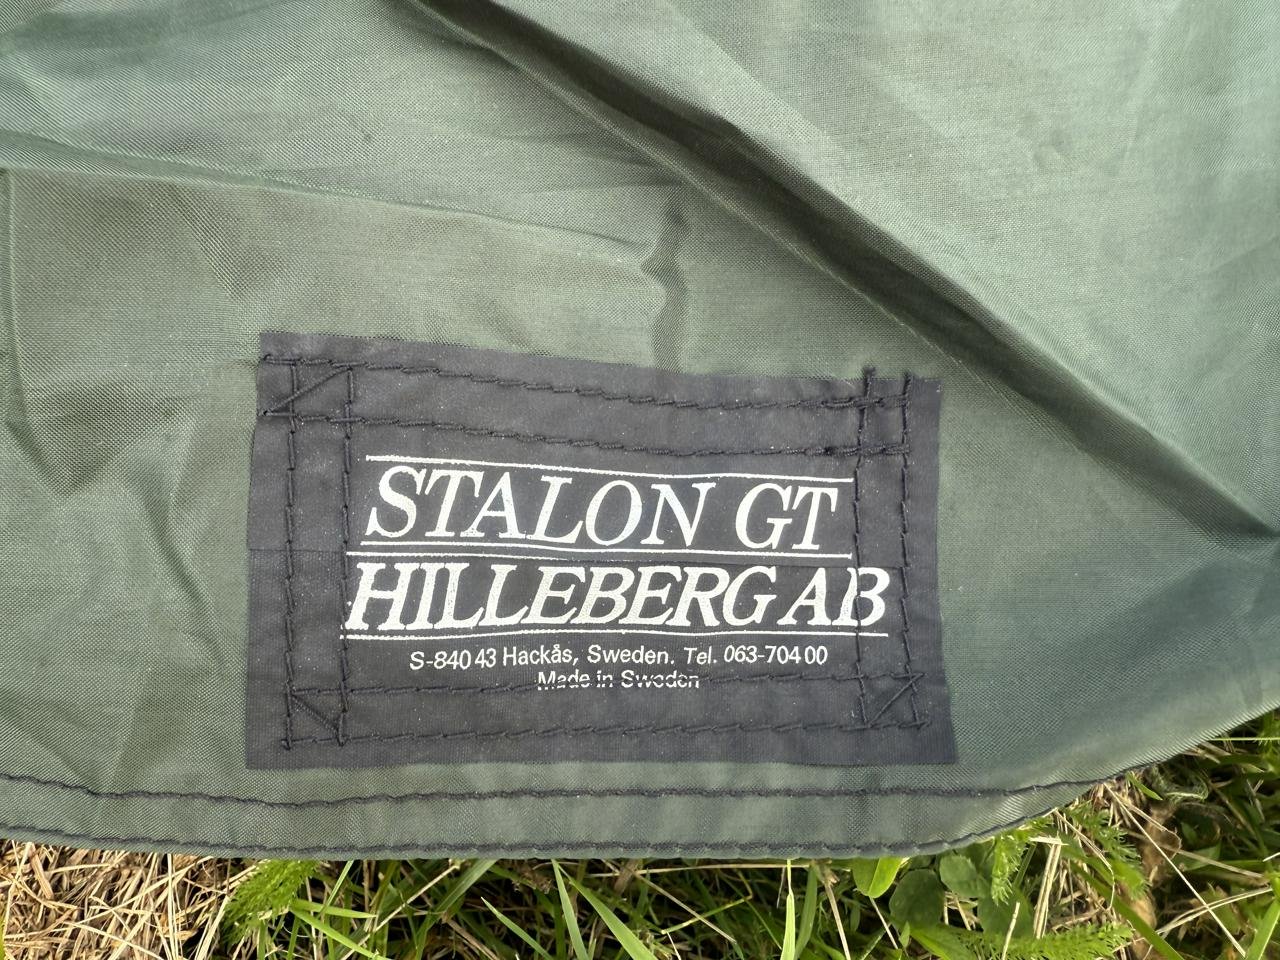 STALON GT
HILLEBERG AB
S-840 43 Hackås, Sweden. Tel. 063-704 00
Made in Sweden